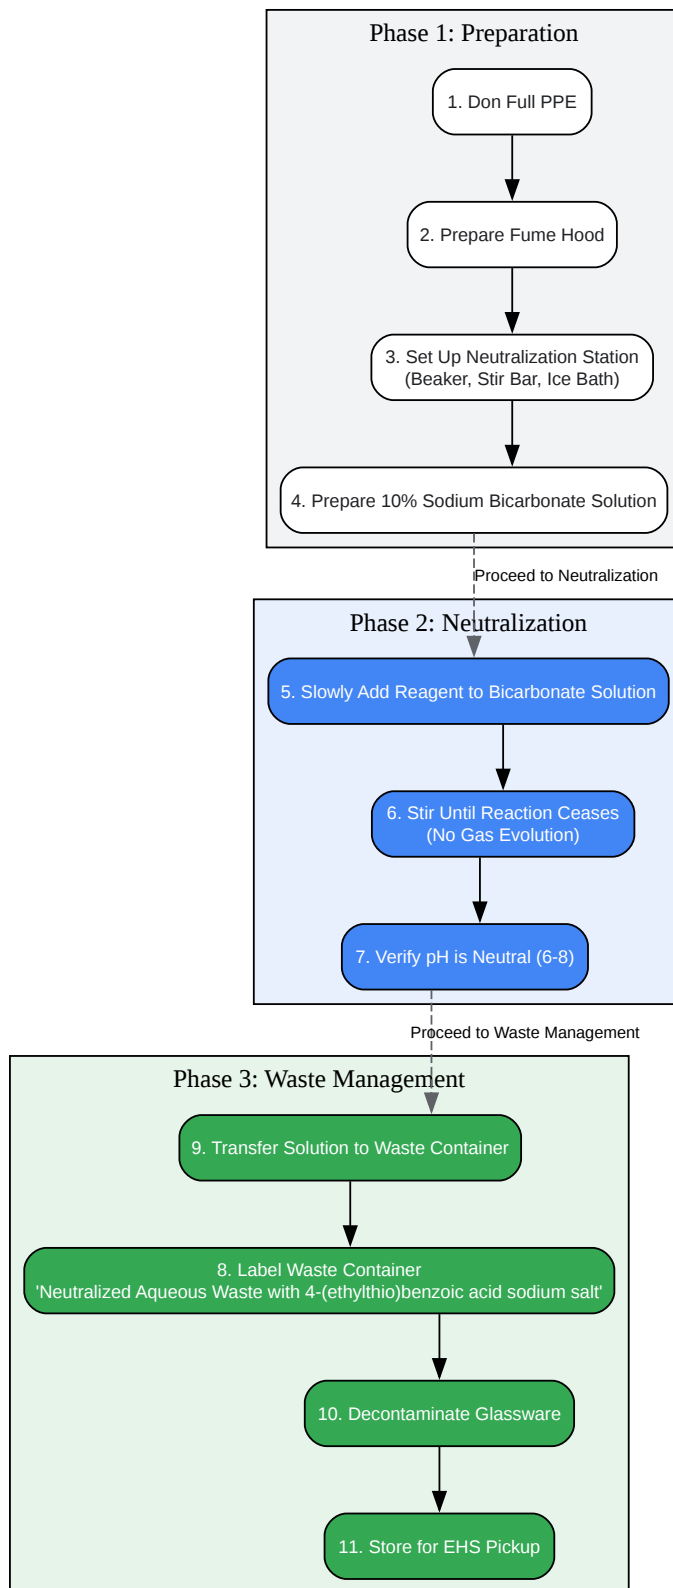 Phase 1: Preparation
1. Don Full PPE
2. Prepare Fume Hood
3. Set Up Neutralization Station
(Beaker, Stir Bar, Ice Bath)
4. Prepare 10% Sodium Bicarbonate Solution
Proceed to Neutralization
Phase 2: Neutralization
5. Slowly Add Reagent to Bicarbonate Solution
6. Stir Until Reaction Ceases
(No Gas Evolution)
7. Verify pH is Neutral (6-8)
Proceed to Waste Management
Phase 3: Waste Management
9. Transfer Solution to Waste Container
8. Label Waste Container
'Neutralized Aqueous Waste with 4-(ethylthio)benzoic acid sodium salt'
10. Decontaminate Glassware
11. Store for EHS Pickup